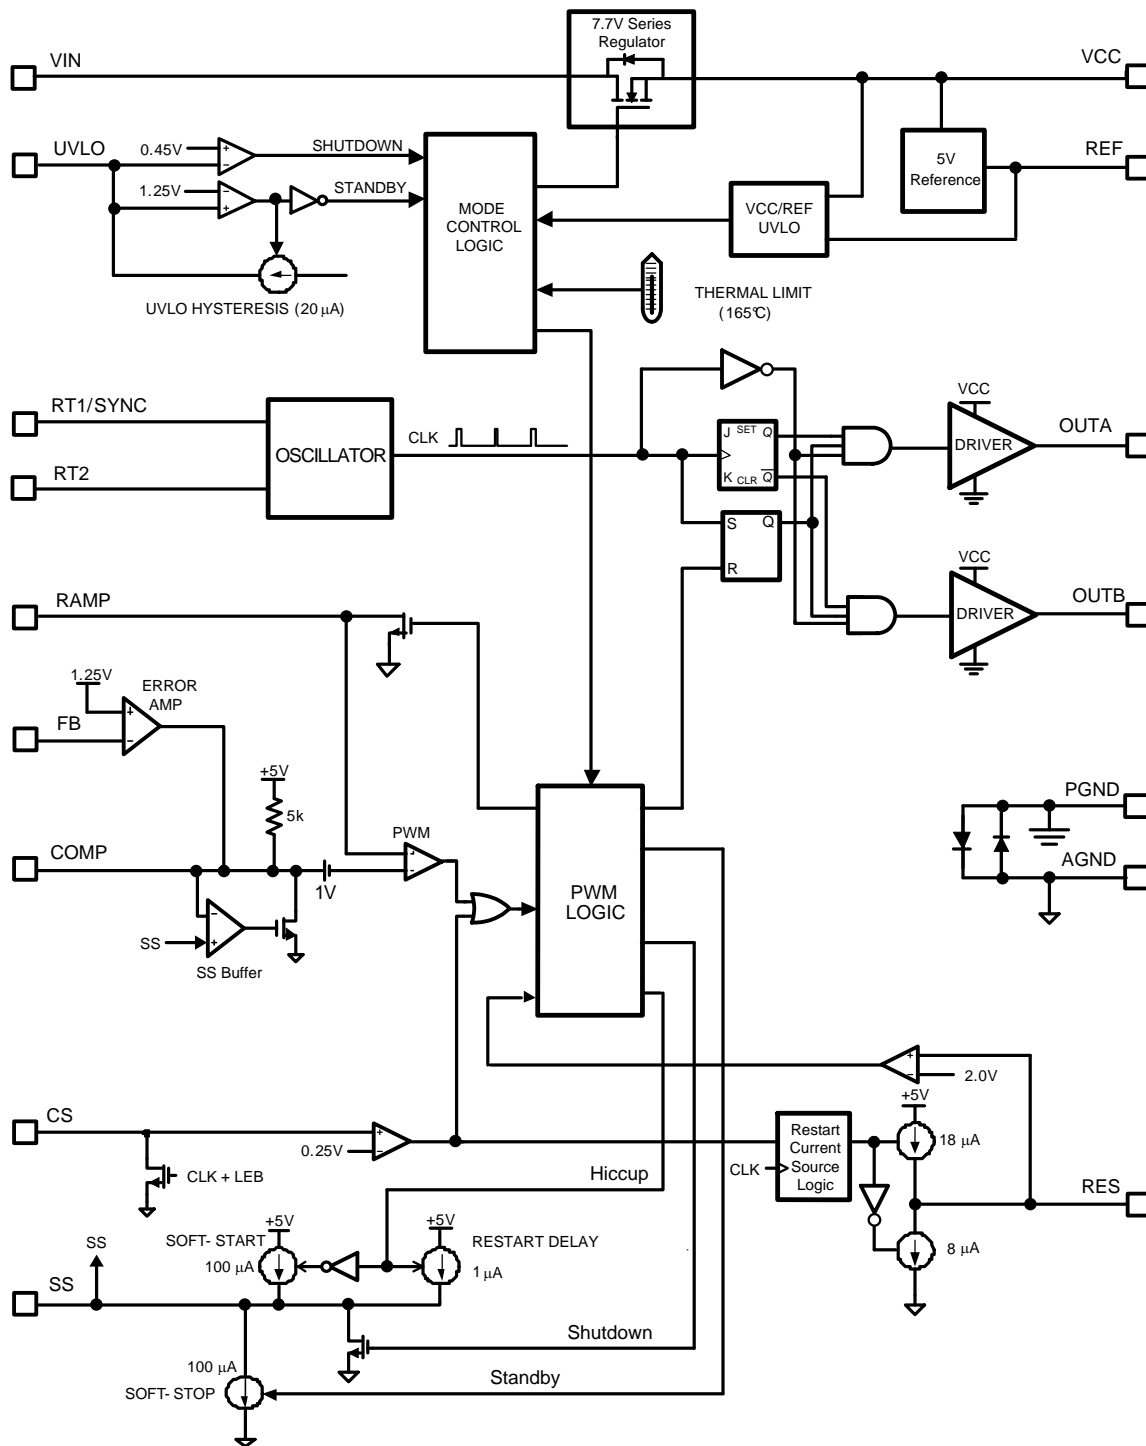 7.7V Series
Regulator
VIN
VCC
UVLO
0.45V
+
−
SHUTDOWN
1.25V
−
+
STANDBY
MODE
CONTROL
LOGIC
VCC/REF
UVLO
5V
Reference
REF
UVLO HYSTERESIS (20 μA)
THERMAL LIMIT
(165°C)
RT1/SYNC
RT2
OSCILLATOR
CLK
J SET Q
K CLR Q
S Q
R
VCC
DRIVER
OUTA
VCC
DRIVER
OUTB
RAMP
1.25V
ERROR
AMP
+
−
FB
+5V
5k
COMP
1V
PWM
-
SS
−
+
SS Buffer
PWM
LOGIC
PGND
AGND
+
−
2.0V
CS
+
−
0.25V
CLK + LEB
CLK
Restart
Current
Source
Logic
+5V
18 μA
8 μA
RES
Hiccup
SS
SS
+5V
SOFT- START
100 μA
+5V
RESTART DELAY
1 μA
Shutdown
100 μA
SOFT- STOP
Standby